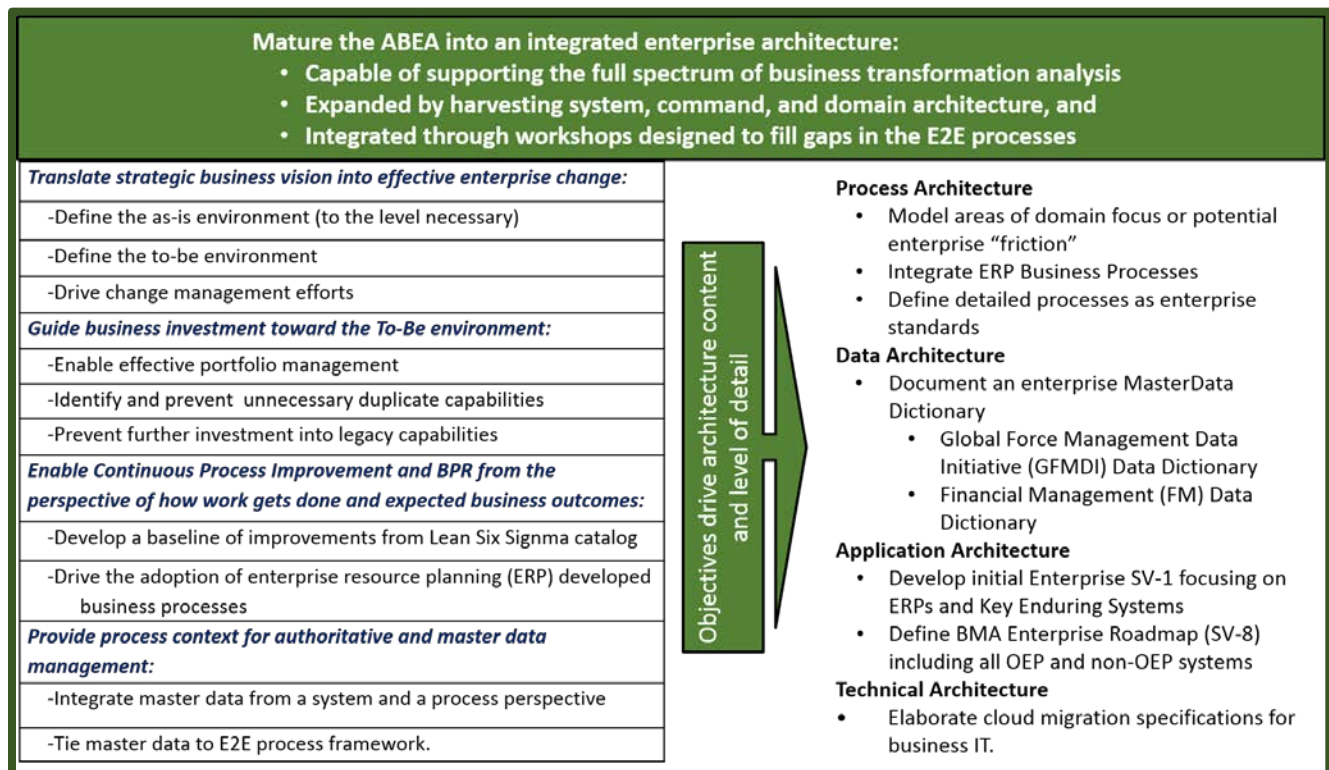 Mature the ABEA into an integrated enterprise architecture:
• Capable of supporting the full spectrum of business transformation analysis
• Expanded by harvesting system, command, and domain architecture, and
• Integrated through workshops designed to fill gaps in the E2E processes
Translate strategic business vision into effective enterprise change:
-Define the as-is environment (to the level necessary)
-Define the to-be environment
-Drive change management efforts
Guide business investment toward the To-Be environment:
-Enable effective portfolio management
-Identify and prevent unnecessary duplicate capabilities
-Prevent further investment into legacy capabilities
Enable Continuous Process Improvement and BPR from the
perspective of how work gets done and expected business outcomes:
-Develop a baseline of improvements from Lean Six Signma catalog
-Drive the adoption of enterprise resource planning (ERP) developed
business processes
Provide process context for authoritative and master data
management:
-Integrate master data from a system and a process perspective
-Tie master data to E2E process framework.
Objectives drive architecture content
and level of detail
Process Architecture
• Model areas of domain focus or potential
enterprise “friction”
• Integrate ERP Business Processes
• Define detailed processes as enterprise
standards
Data Architecture
• Document an enterprise MasterData
Dictionary
• Global Force Management Data
Initiative (GFMDI) Data Dictionary
• Financial Management (FM) Data
Dictionary
Application Architecture
• Develop initial Enterprise SV-1 focusing on
ERPs and Key Enduring Systems
• Define BMA Enterprise Roadmap (SV-8)
including all OEP and non-OEP systems
Technical Architecture
• Elaborate cloud migration specifications for
business IT.